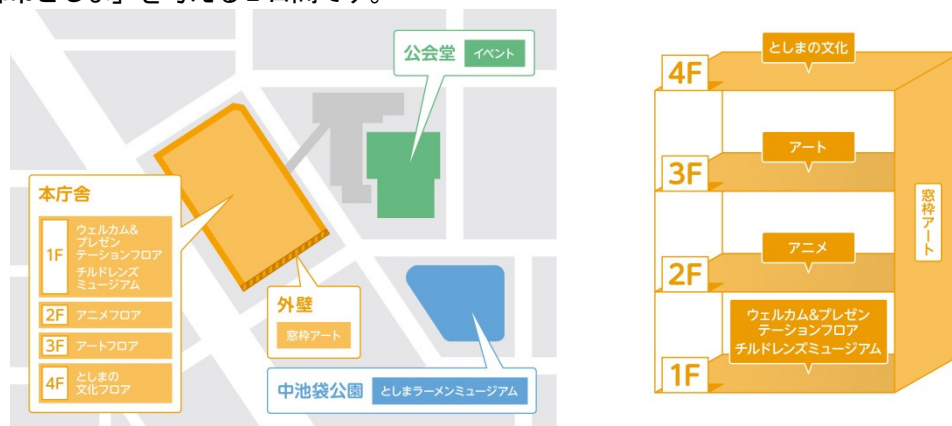 公会堂 イベント
本庁舎
1F
ウェルカム&
プレゼン
テーションフロア
チルドレンズ
ミュージアム
2F アニメフロア
3F アートフロア
4F
としまの
文化フロア
外壁
窓枠アート
中池袋公園 としまラーメンミュージアム
4F
としまの文化
3F
アート
2F
アニメ
1F
ウェルカム&プレゼン
テーションフロア
チルドレンズミュージアム
窓枠アート